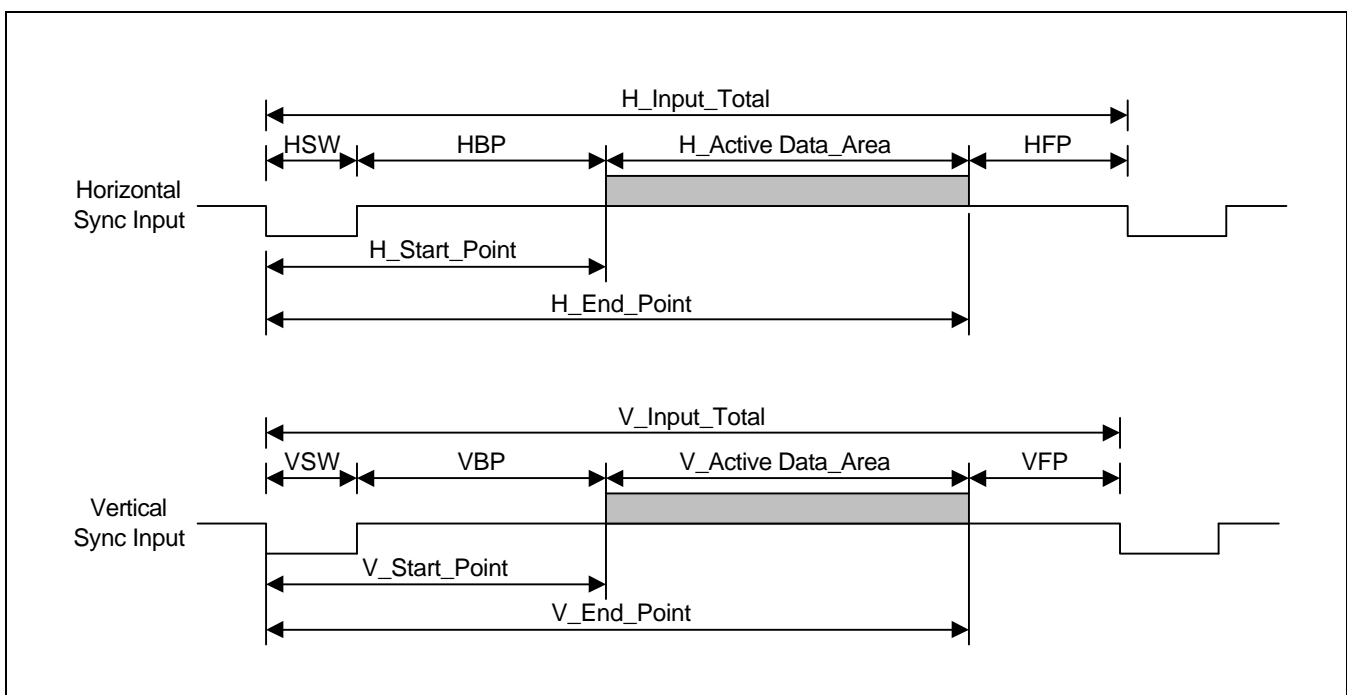 H_Input_Total
HSW HBP H_Active Data_Area HFP
Horizontal
Sync Input
H_Start_Point
H_End_Point
V_Input_Total
VSW VBP V_Active Data_Area VFP
Vertical
Sync Input
V_Start_Point
V_End_Point